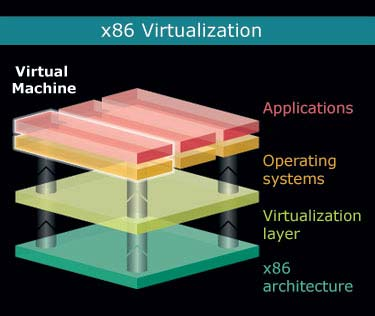 x86 Virtualization
Virtual
Machine
Applications
Operating
systems
Virtualization
layer
x86
architecture